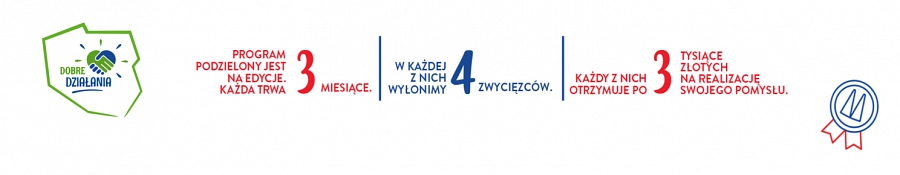 DOBRE
DZIAŁANIA
PROGRAM
PODZIELONY JEST
NA EDYCJE.
KAŻDA TRWA 3 MIESIĄCE.
W KAŻDEJ
Z NICH
WYŁONIMY 4 ZWYCIĘZCÓW.
KAŻDY Z NICH
OTRZYMUJE PO 3 TYSIĄCE
ZŁOTYCH
NA REALIZACJĘ
SWOJEGO POMYSŁU.